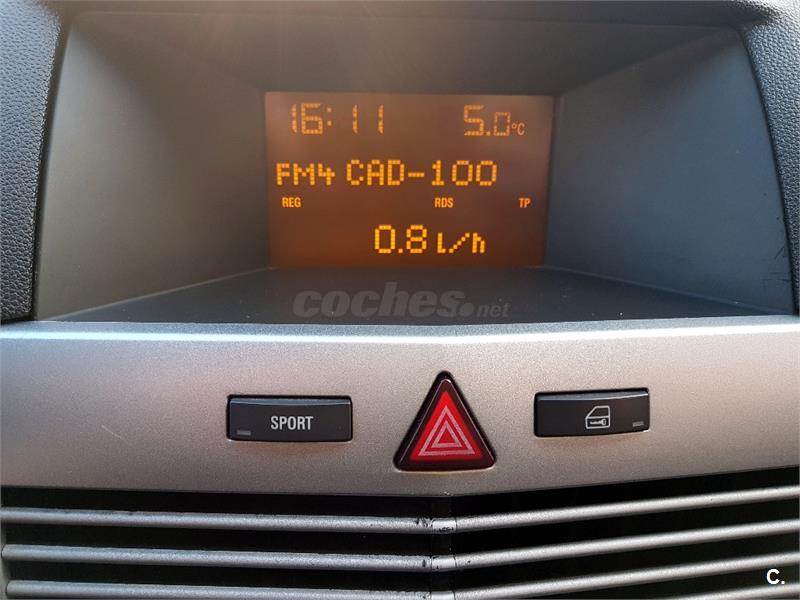 16:11 5.0°C
FM4 CAD-100
REG RDS TP
0.8 l/h
coches.net
SPORT
C.